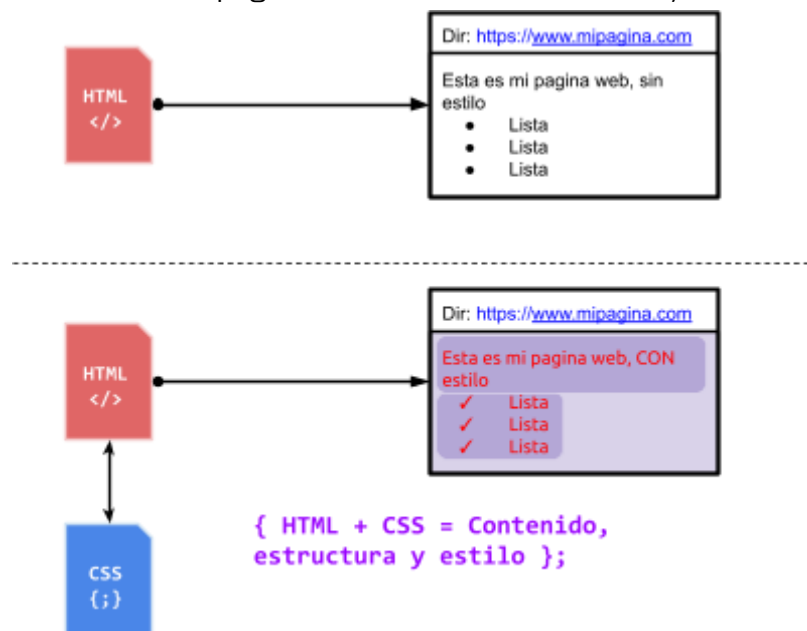 Dir: https://www.mipagina.com
HTML
</>
Esta es mi pagina web, sin
estilo
● Lista
● Lista
● Lista
Dir: https://www.mipagina.com
HTML
</>
Esta es mi pagina web, CON
estilo
✓ Lista
✓ Lista
✓ Lista
{ HTML + CSS = Contenido,
estructura y estilo };
CSS
{;}